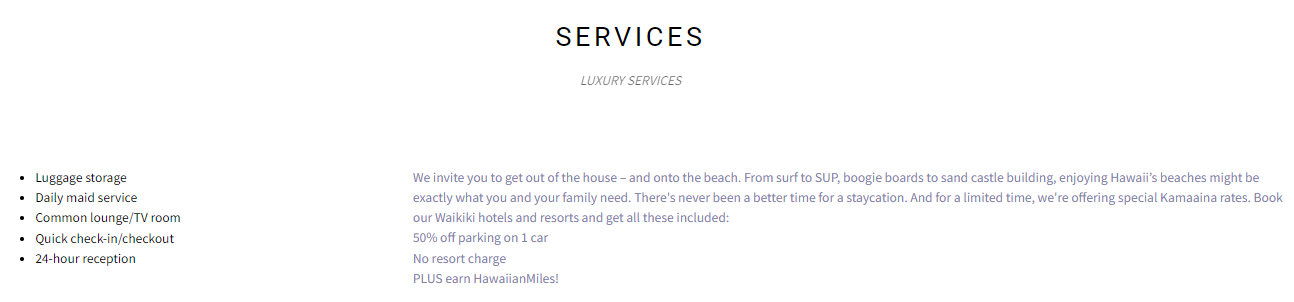 SERVICES
LUXURY SERVICES
Luggage storage
Daily maid service
Common lounge/TV room
Quick check-in/checkout
24-hour reception
We invite you to get out of the house – and onto the beach. From surf to SUP, boogie boards to sand castle building, enjoying Hawaii’s beaches might be
exactly what you and your family need. There's never been a better time for a staycation. And for a limited time, we're offering special Kamaaina rates. Book
our Waikiki hotels and resorts and get all these included:
50% off parking on 1 car
No resort charge
PLUS earn HawaiianMiles!